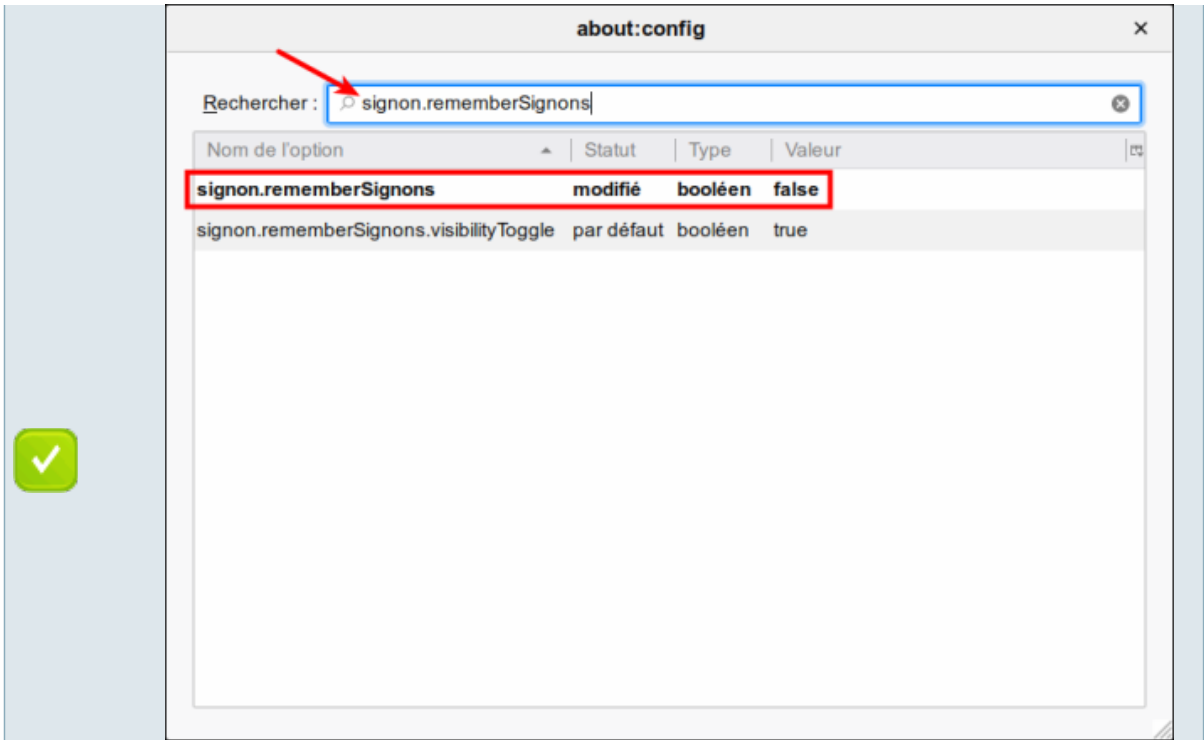 about:config
Rechercher : signon.rememberSignons
Nom de l'option Statut Type Valeur
signon.rememberSignons modifié booléen false
signon.rememberSignons.visibilityToggle par défaut booléen true